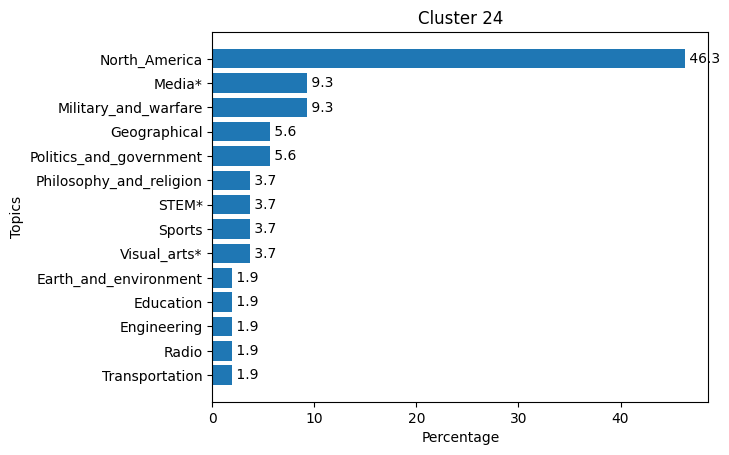 Cluster 24
North_America 46.3
Media* 9.3
Military_and_warfare 9.3
Geographical 5.6
Politics_and_government 5.6
Philosophy_and_religion 3.7
STEM* 3.7
Sports 3.7
Visual_arts* 3.7
Earth_and_environment 1.9
Education 1.9
Engineering 1.9
Radio 1.9
Transportation 1.9
Topics
0 10 20 30 40
Percentage